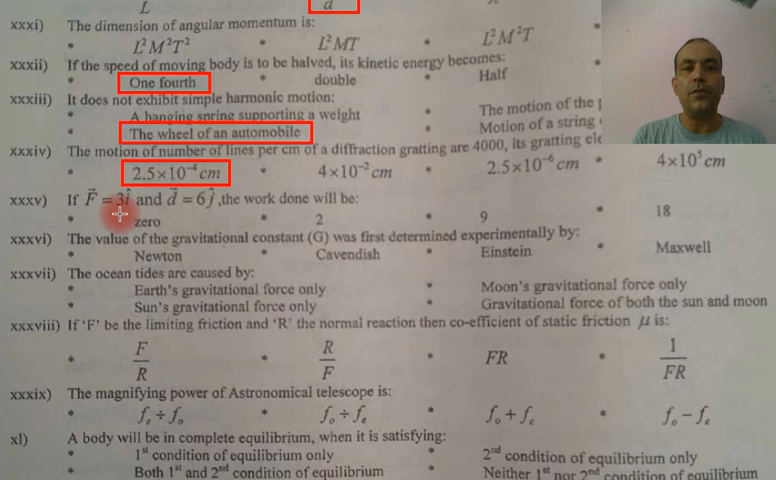 L d
xxxi) The dimension of angular momentum is:
* L²M²T² * L²MT * L²M²T *
xxxii) If the speed of moving body is to be halved, its kinetic energy becomes:
* One fourth * double * Half
xxxiii) It does not exhibit simple harmonic motion:
* A hanging spring supporting a weight * The motion of the
* The wheel of an automobile * Motion of a string
xxxiv) The motion of number of lines per cm of a diffraction gratting are 4000, its gratting ele
* 2.5×10⁻⁴cm * 4×10⁻² cm * 2.5×10⁻⁶ cm * 4×10⁵ cm
xxxv) If F⃗ = 3î and d⃗ = 6ĵ ,the work done will be:
* zero * 2 * 9 * 18
xxxvi) The value of the gravitational constant (G) was first determined experimentally by:
* Newton * Cavendish * Einstein * Maxwell
xxxvii) The ocean tides are caused by:
* Earth's gravitational force only * Moon's gravitational force only
* Sun's gravitational force only * Gravitational force of both the sun and moon
xxxviii) If 'F' be the limiting friction and 'R' the normal reaction then co-efficient of static friction μ is:
* F/R * R/F * FR * 1/FR
xxxix) The magnifying power of Astronomical telescope is:
* fₑ ÷ fₒ * fₒ ÷ fₑ * fₒ + fₑ * fₒ − fₑ
xl) A body will be in complete equilibrium, when it is satisfying:
* 1st condition of equilibrium only * 2nd condition of equilibrium only
* Both 1st and 2nd condition of equilibrium * Neither 1st nor 2nd condition of equilibrium